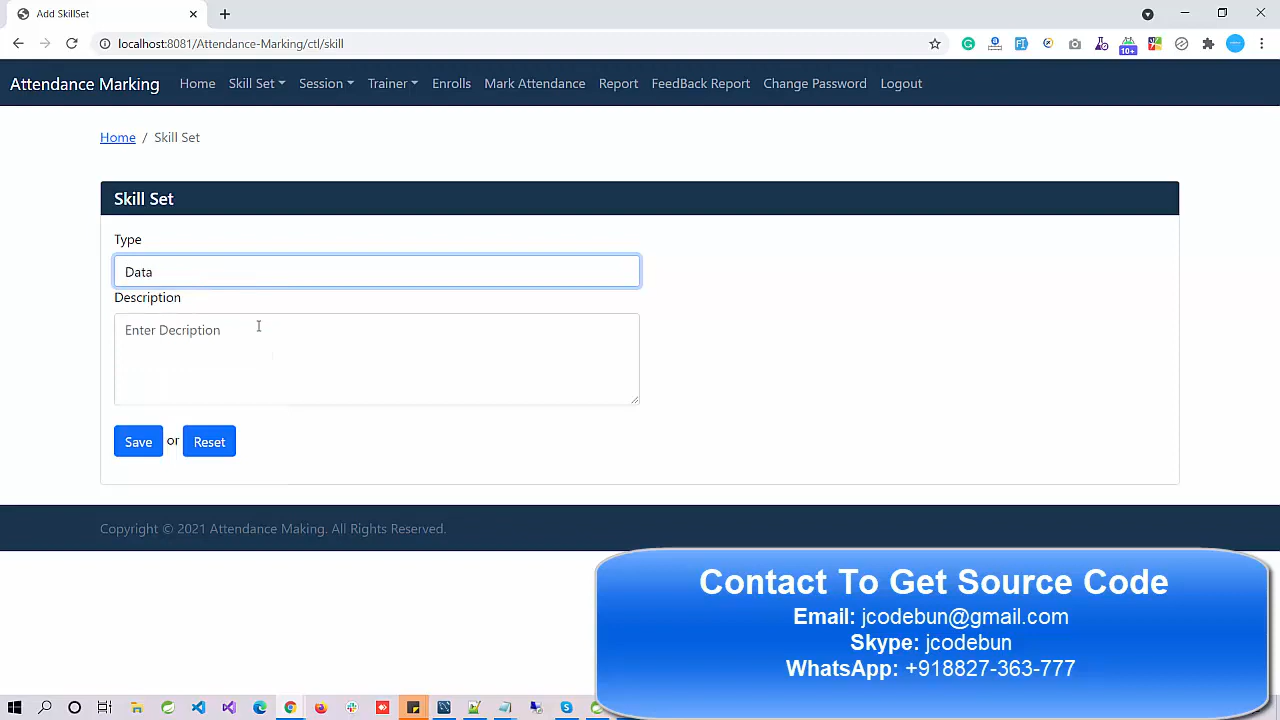 Add SkillSet
localhost:8081/Attendance-Marking/ctl/skill
10+
Attendance Marking Home Skill Set Session Trainer Enrolls Mark Attendance Report FeedBack Report Change Password Logout
Home / Skill Set
Skill Set
Type
Data
Description
Enter Decription
Save or Reset
Copyright © 2021 Attendance Making. All Rights Reserved.
Contact To Get Source Code
Email: jcodebun@gmail.com
Skype: jcodebun
WhatsApp: +918827-363-777